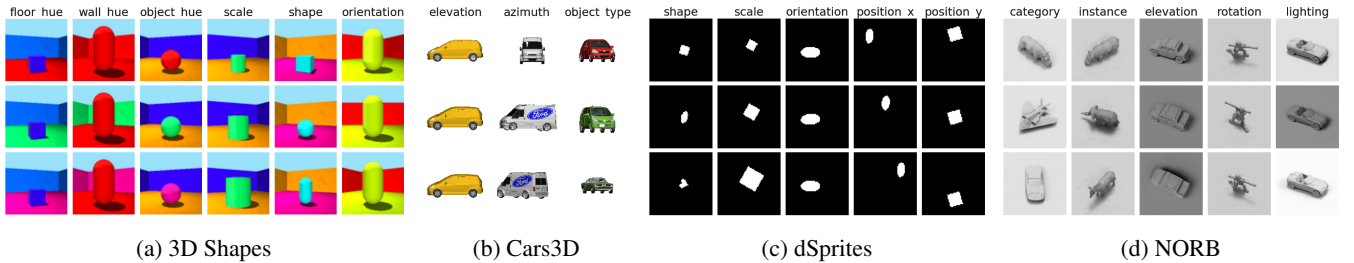 floor hue wall hue object hue scale shape orientation
elevation azimuth object type
shape scale orientation position x position y
category instance elevation rotation lighting
Ford
Ford
(a) 3D Shapes
(b) Cars3D
(c) dSprites
(d) NORB